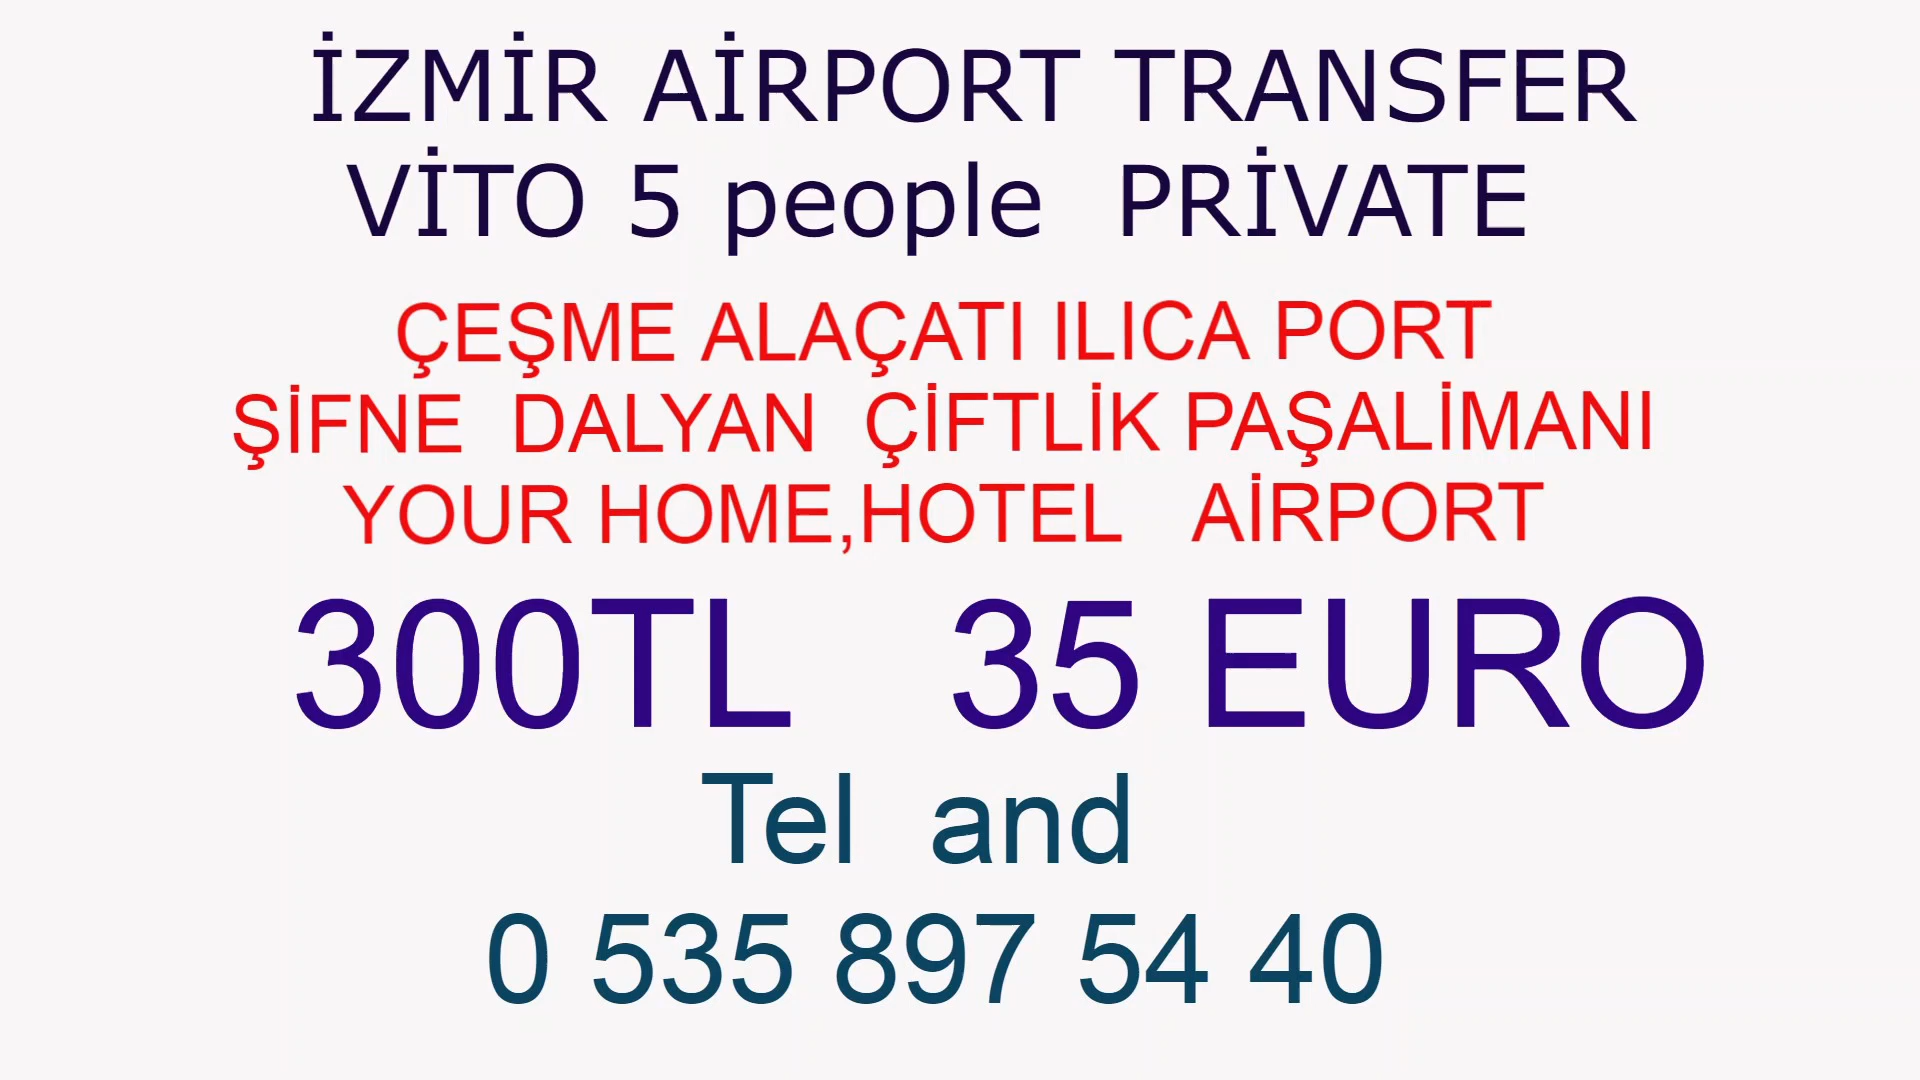 İZMİR AİRPORT TRANSFER
VİTO 5 people PRİVATE
ÇEŞME ALAÇATI ILICA PORT
ŞİFNE DALYAN ÇİFTLİK PAŞALİMANI
YOUR HOME,HOTEL AİRPORT
300TL 35 EURO
Tel and
0 535 897 54 40